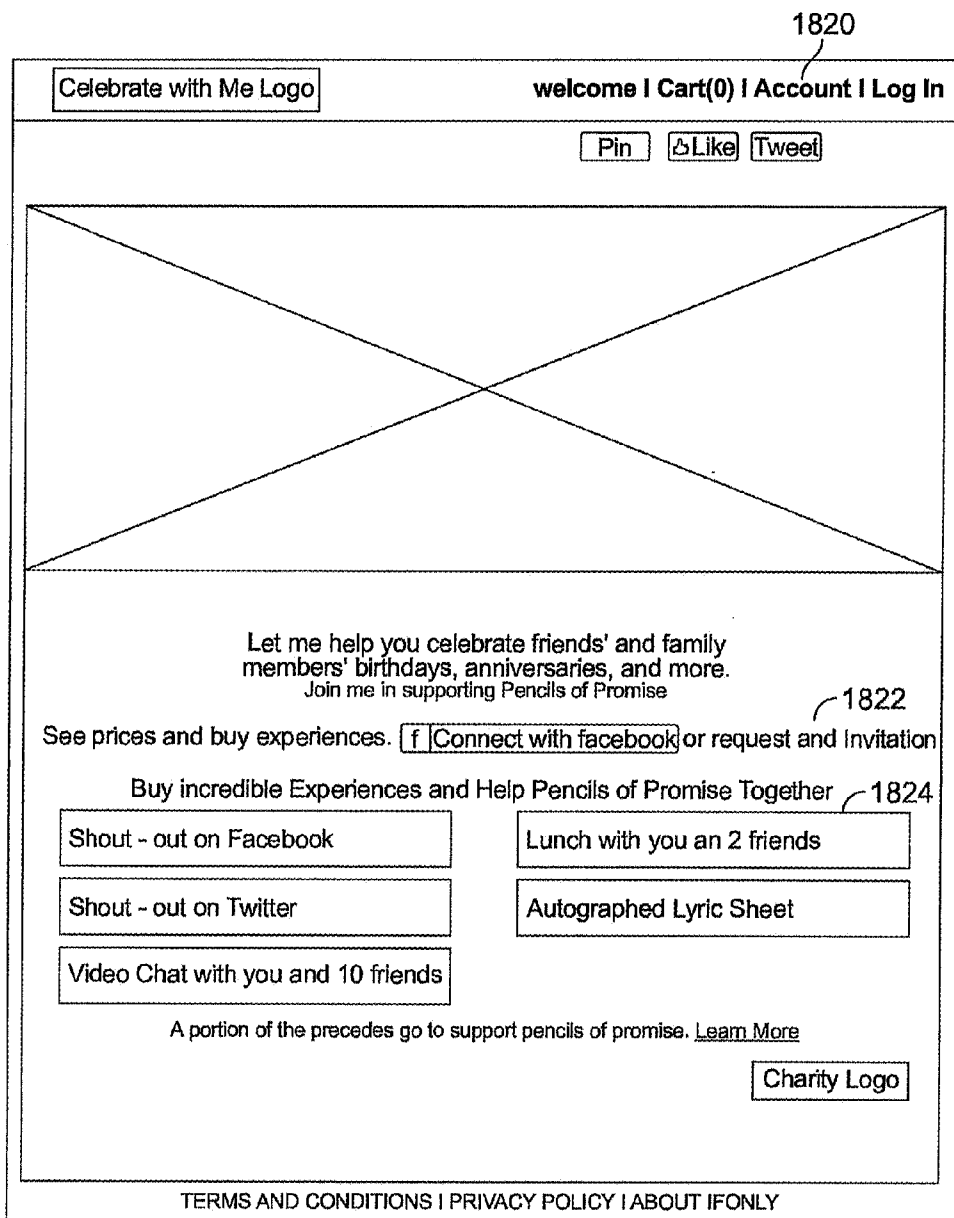 1820
Celebrate with Me Logo
welcome I Cart(0) I Account I Log In
Pin Like Tweet
Let me help you celebrate friends' and family
members' birthdays, anniversaries, and more.
Join me in supporting Pencils of Promise
1822
See prices and buy experiences. f Connect with facebook or request and Invitation
Buy incredible Experiences and Help Pencils of Promise Together
1824
Shout - out on Facebook
Lunch with you an 2 friends
Shout - out on Twitter
Autographed Lyric Sheet
Video Chat with you and 10 friends
A portion of the precedes go to support pencils of promise. Learn More
Charity Logo
TERMS AND CONDITIONS I PRIVACY POLICY I ABOUT IFONLY